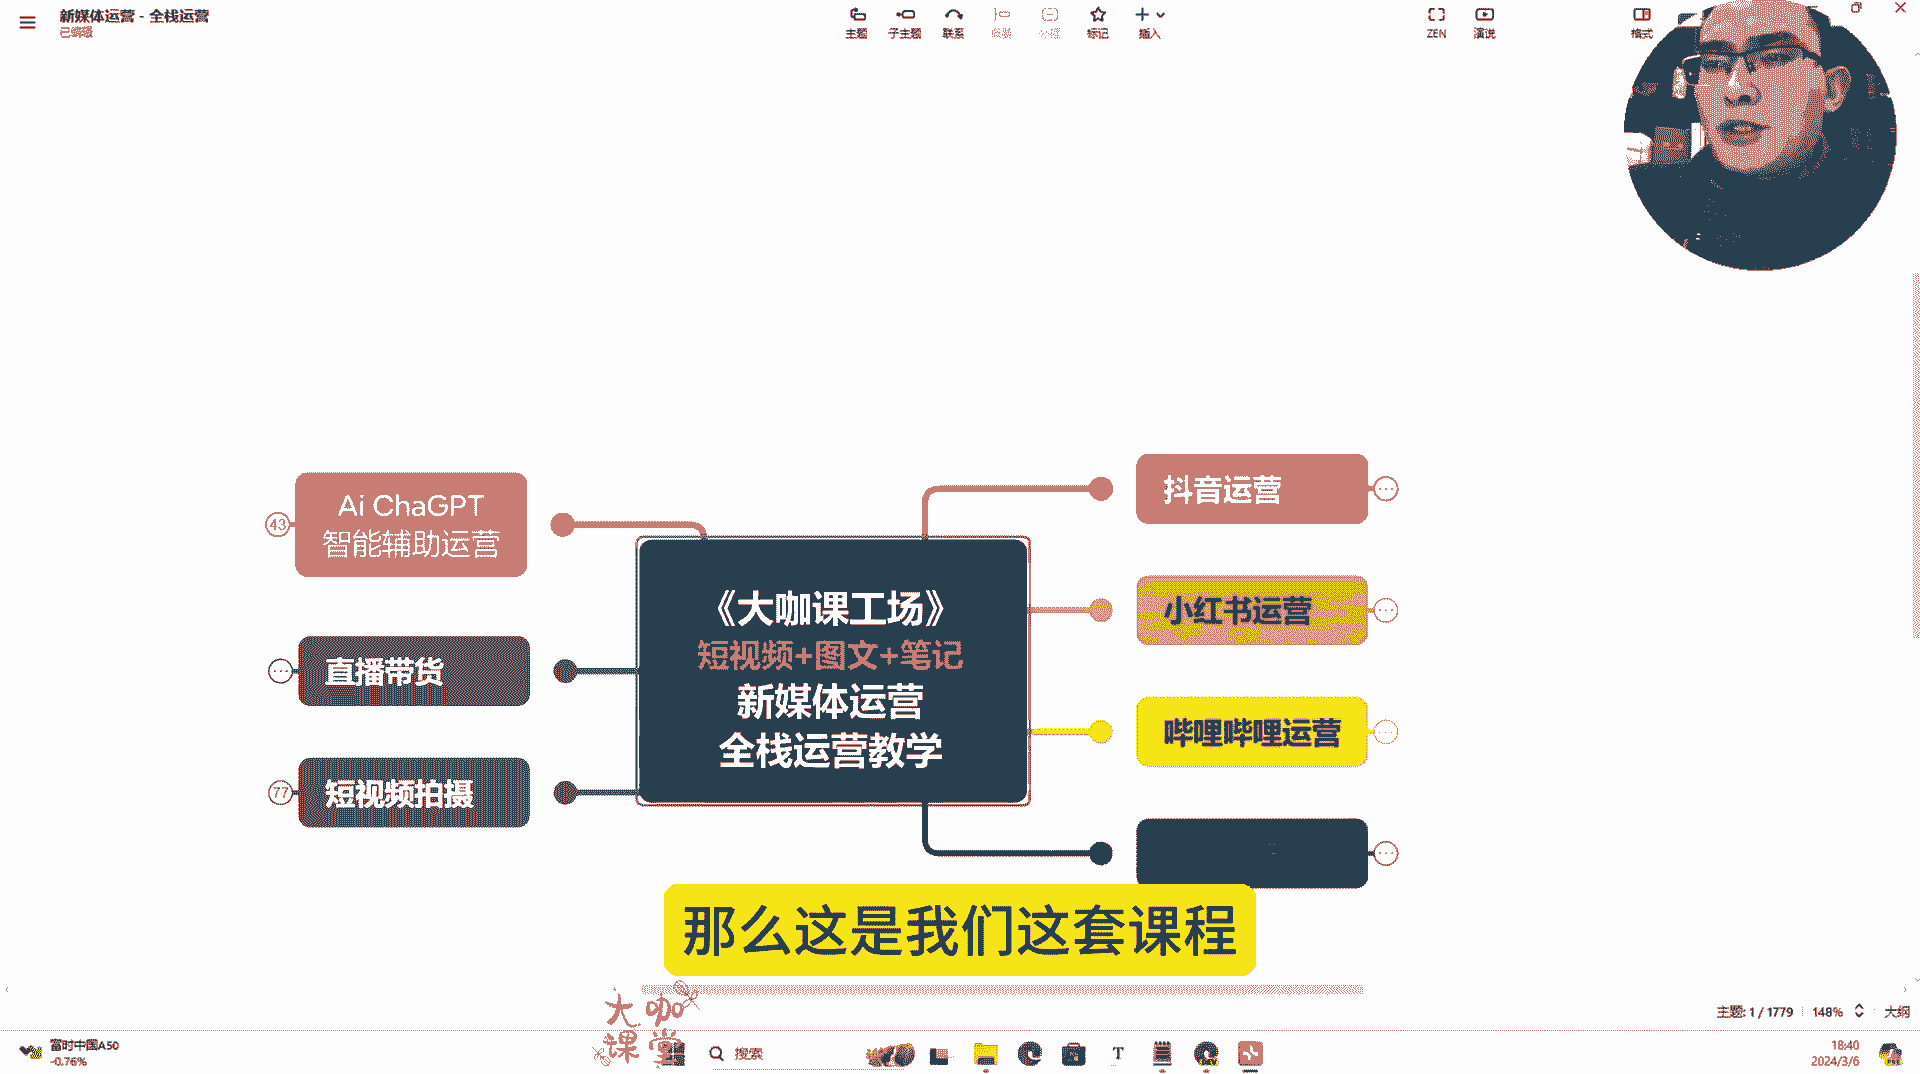 新媒体运营 - 全栈运营
已编辑
主题
子主题
联系
概要
外框
标记
插入
ZEN
演说
格式
43
Ai ChaGPT
智能辅助运营
直播带货
77
短视频拍摄
《大咖课工场》
短视频+图文+笔记
新媒体运营
全栈运营教学
抖音运营
小红书运营
哔哩哔哩运营
那么这是我们这套课程
大咖
课堂
主题: 1 / 1779
148%
大纲
富时中国A50
-0.76%
搜索
18:40
2024/3/6